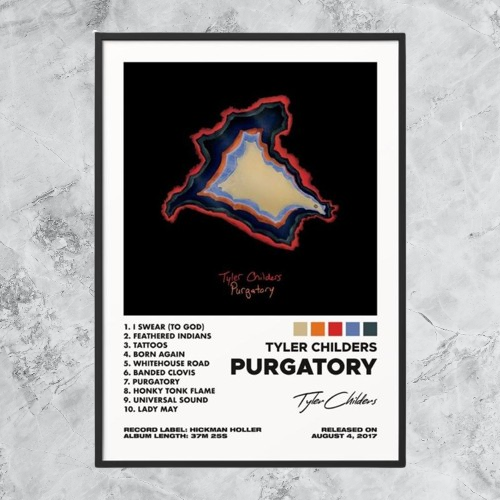 Tyler Childers
Purgatory
1. I SWEAR (TO GOD)
2. FEATHERED INDIANS
3. TATTOOS
4. BORN AGAIN
5. WHITEHOUSE ROAD
6. BANDED CLOVIS
7. PURGATORY
8. HONKY TONK FLAME
9. UNIVERSAL SOUND
10. LADY MAY
TYLER CHILDERS
PURGATORY
Tyler Childers
RECORD LABEL: HICKMAN HOLLER
ALBUM LENGTH: 37M 25S
RELEASED ON
AUGUST 4, 2017